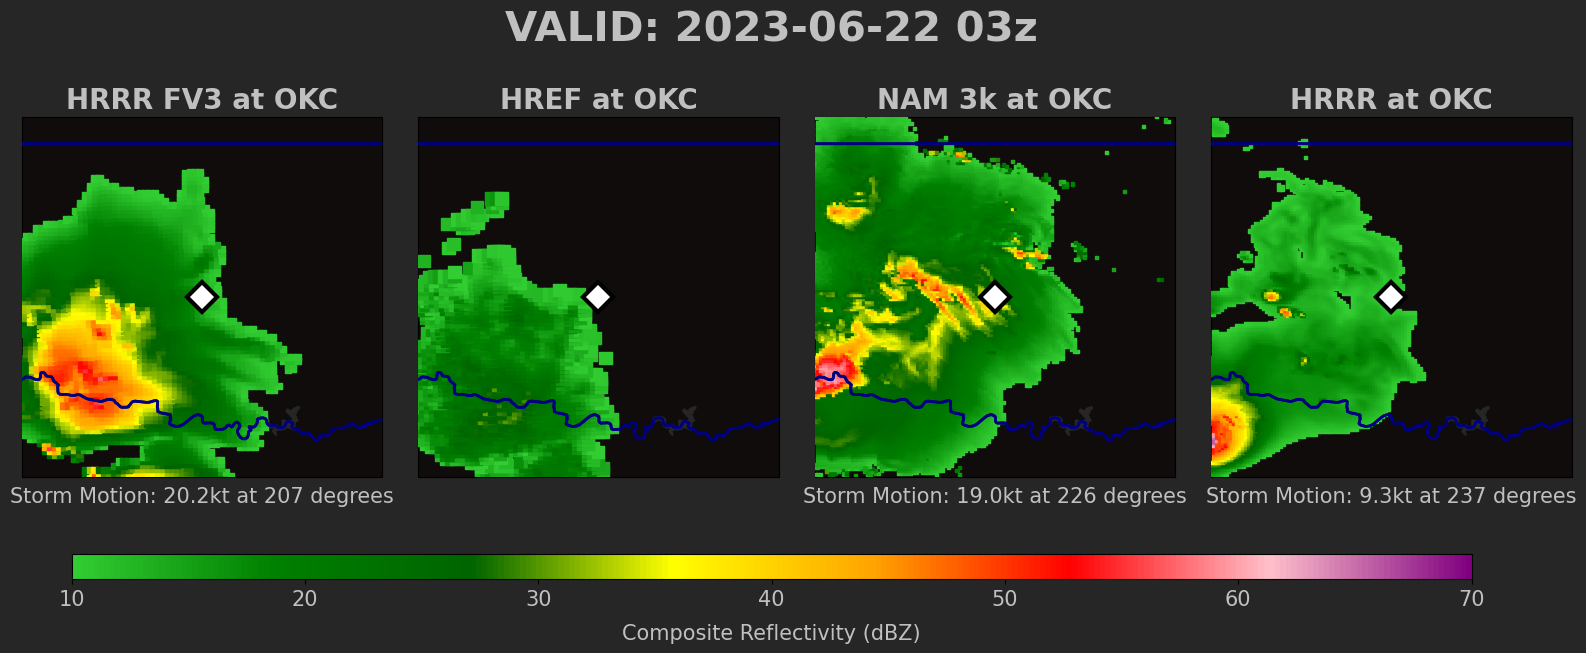 VALID: 2023-06-22 03z
HRRR FV3 at OKC
HREF at OKC
NAM 3k at OKC
HRRR at OKC
Storm Motion: 20.2kt at 207 degrees
Storm Motion: 19.0kt at 226 degrees
Storm Motion: 9.3kt at 237 degrees
10 20 30 40 50 60 70
Composite Reflectivity (dBZ)